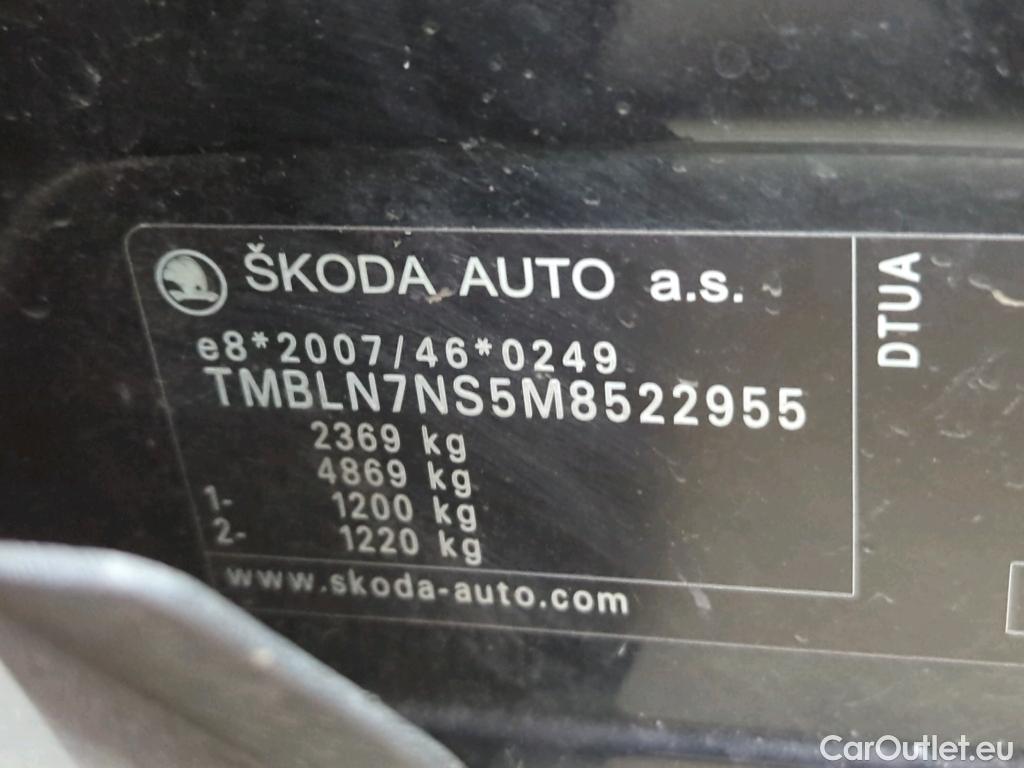 ŠKODA AUTO a.s.
e8*2007/46*0249
TMBLN7NS5M8522955
2369 kg
4869 kg
1- 1200 kg
2- 1220 kg
www.skoda-auto.com
DTUA
CarOutlet.eu